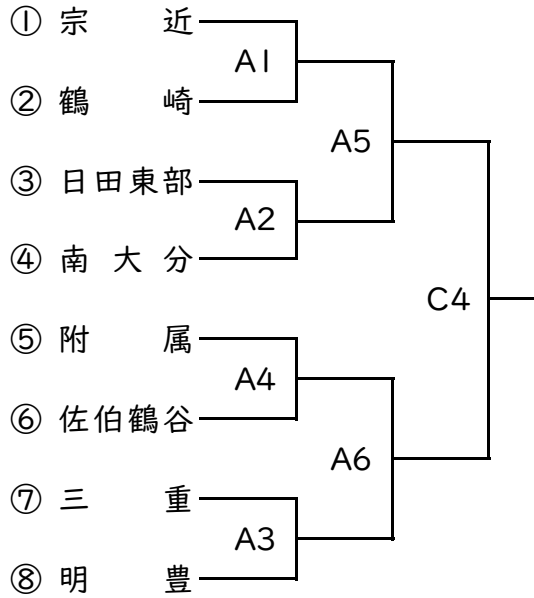 ① 宗 近
A1
② 鶴 崎
A5
③ 日田東部
A2
④ 南 大 分
C4
⑤ 附 属
A4
⑥ 佐伯鶴谷
A6
⑦ 三 重
A3
⑧ 明 豊